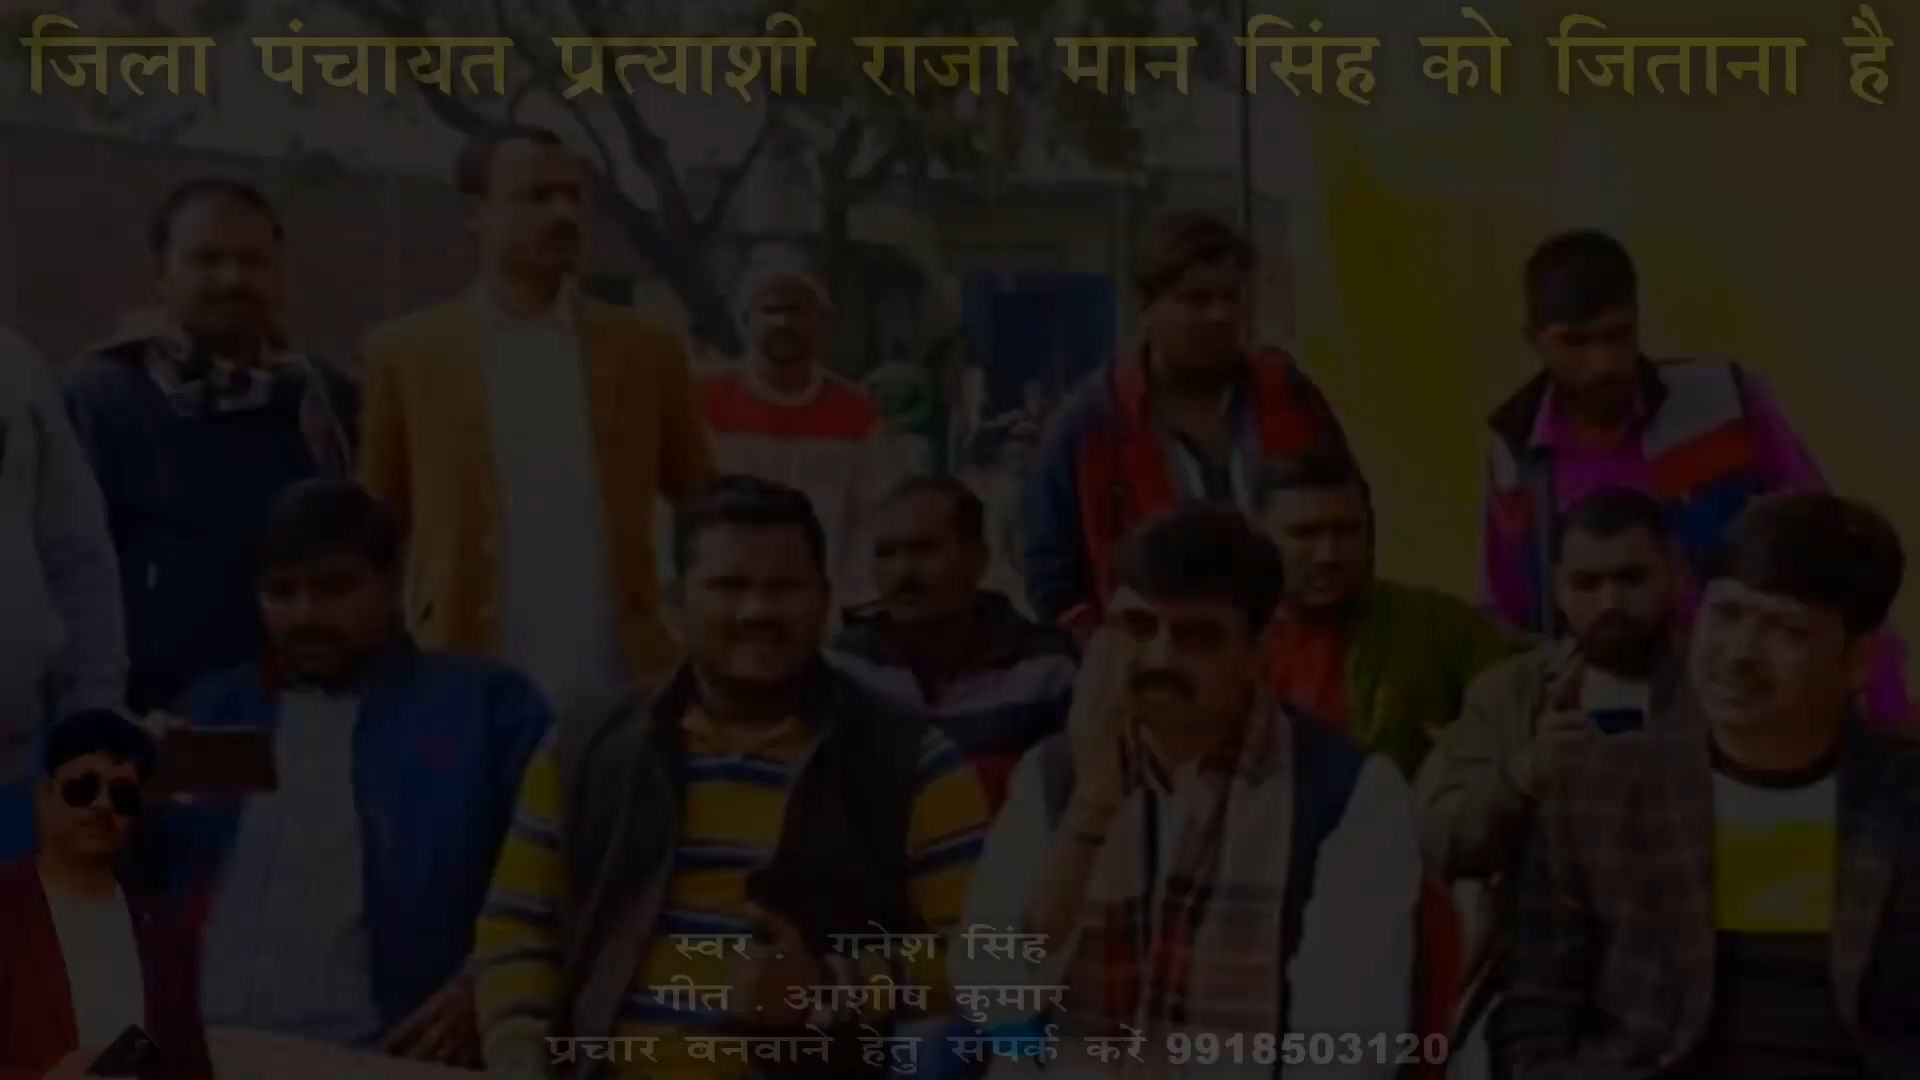 जिला पंचायत प्रत्याशी राजा मान सिंह को जिताना है
स्वर . गनेश सिंह
गीत . आशीष कुमार
प्रचार बनवाने हेतु संपर्क करें 9918503120